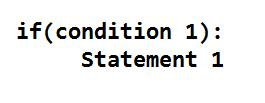 if(condition 1):
    Statement 1